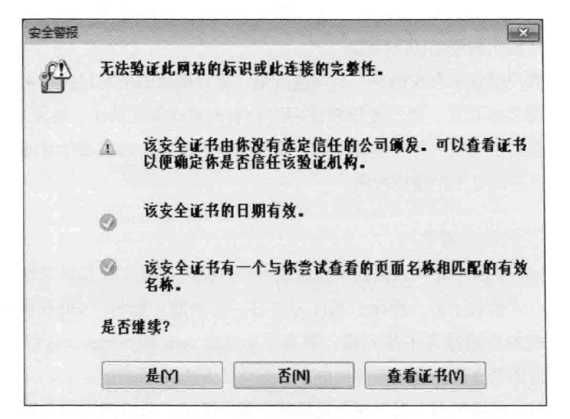 安全警报
无法验证此网站的标识或此连接的完整性。
该安全证书由你没有选定信任的公司颁发。可以查看证书
以便确定你是否信任该验证机构。
该安全证书的日期有效。
该安全证书有一个与你尝试查看的页面名称相匹配的有效
名称。
是否继续?
是(Y)
否(N)
查看证书(V)